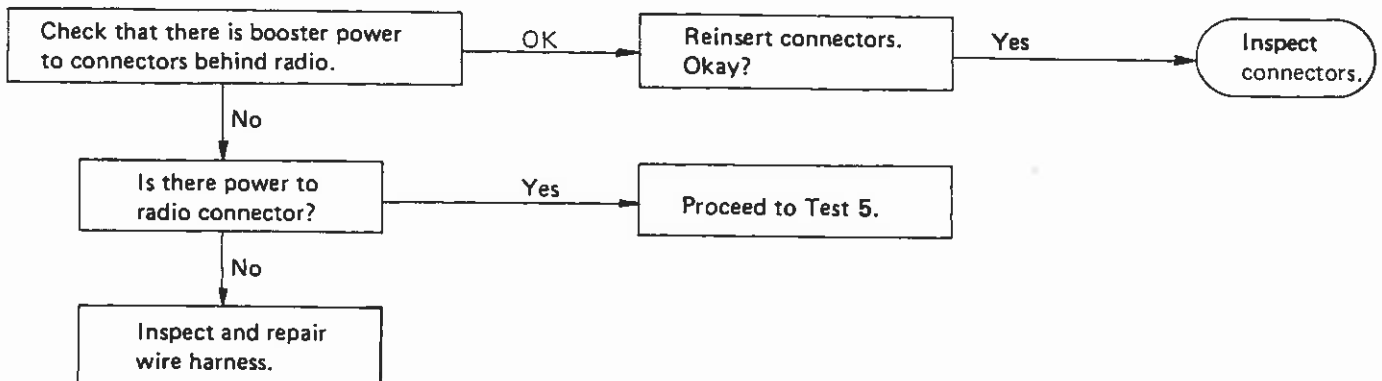 Check that there is booster power
to connectors behind radio.
OK
Reinsert connectors.
Okay?
Yes
Inspect
connectors.
No
Is there power to
radio connector?
Yes
Proceed to Test 5.
No
Inspect and repair
wire harness.